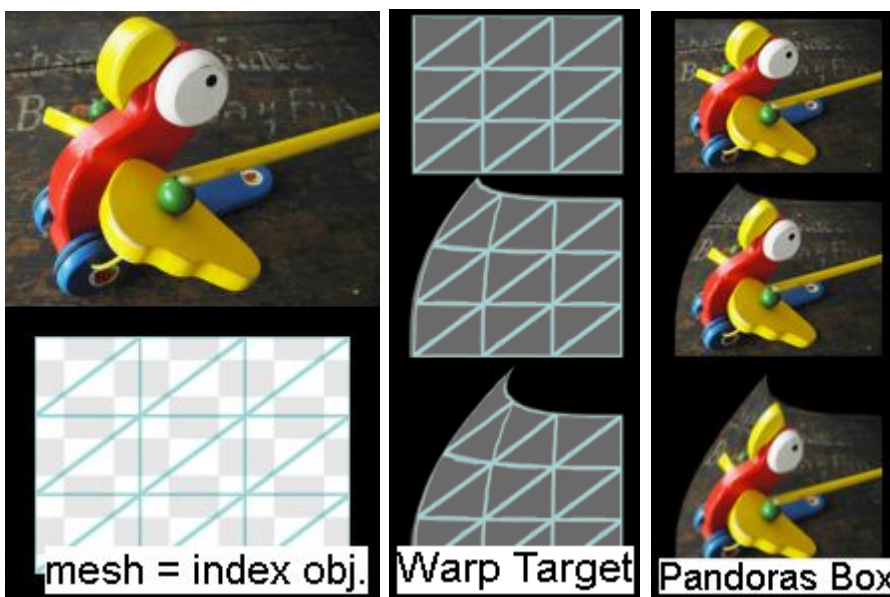 mesh = index obj.
Warp Target
Pandoras Box